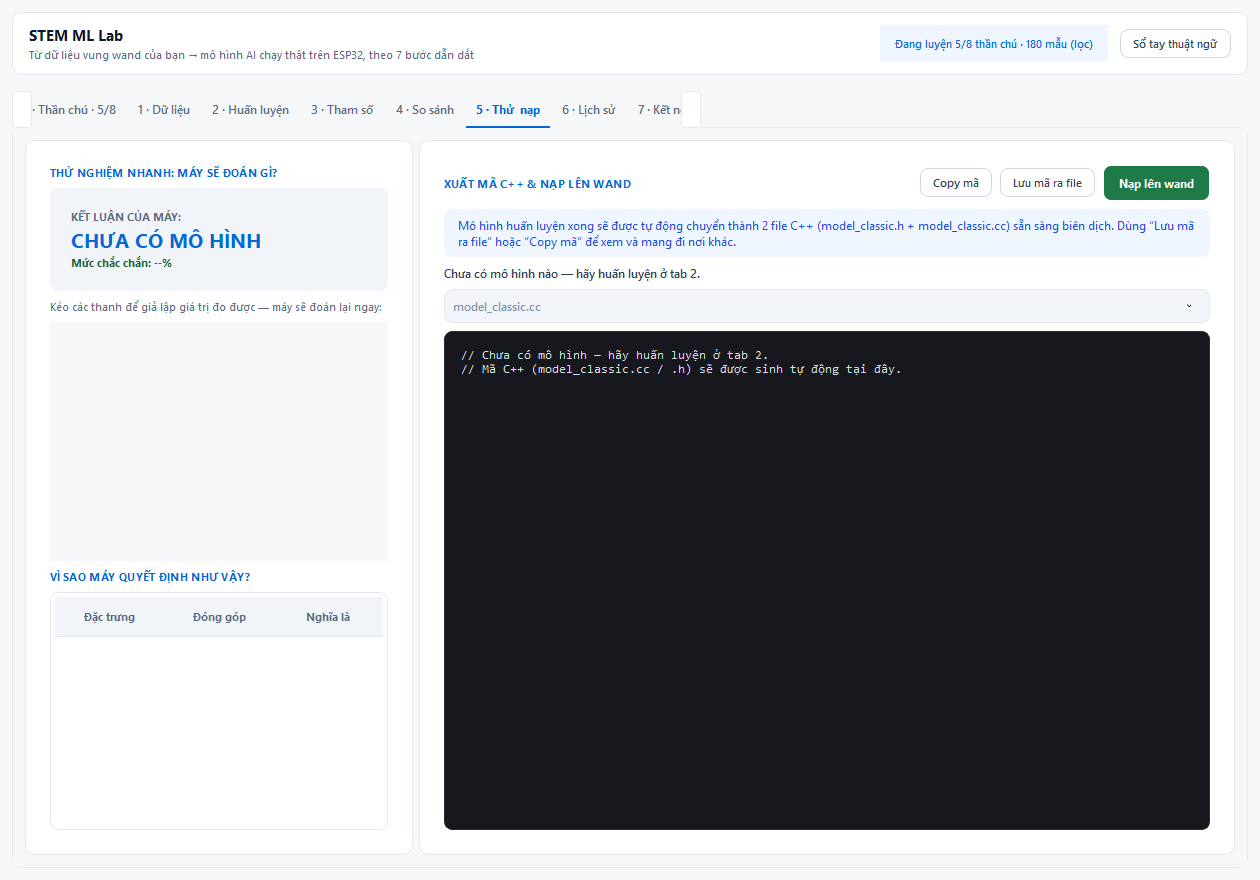 STEM ML Lab
Từ dữ liệu vung wand của bạn → mô hình AI chạy thật trên ESP32, theo 7 bước dẫn dắt
Đang luyện 5/8 thần chú · 180 mẫu (lọc)
Sổ tay thuật ngữ
· Thần chú · 5/8
1 · Dữ liệu
2 · Huấn luyện
3 · Tham số
4 · So sánh
5 · Thử nạp
6 · Lịch sử
7 · Kết
THỬ NGHIỆM NHANH: MÁY SẼ ĐOÁN GÌ?
KẾT LUẬN CỦA MÁY:
CHƯA CÓ MÔ HÌNH
Mức chắc chắn: --%
Kéo các thanh để giả lập giá trị đo được — máy sẽ đoán lại ngay:
VÌ SAO MÁY QUYẾT ĐỊNH NHƯ VẬY?
Đặc trưng
Đóng góp
Nghĩa là
XUẤT MÃ C++ & NẠP LÊN WAND
Copy mã
Lưu mã ra file
Nạp lên wand
Mô hình huấn luyện xong sẽ được tự động chuyển thành 2 file C++ (model_classic.h + model_classic.cc) sẵn sàng biên dịch. Dùng “Lưu mã
ra file” hoặc “Copy mã” để xem và mang đi nơi khác.
Chưa có mô hình nào — hãy huấn luyện ở tab 2.
model_classic.cc
// Chưa có mô hình — hãy huấn luyện ở tab 2.
// Mã C++ (model_classic.cc / .h) sẽ được sinh tự động tại đây.